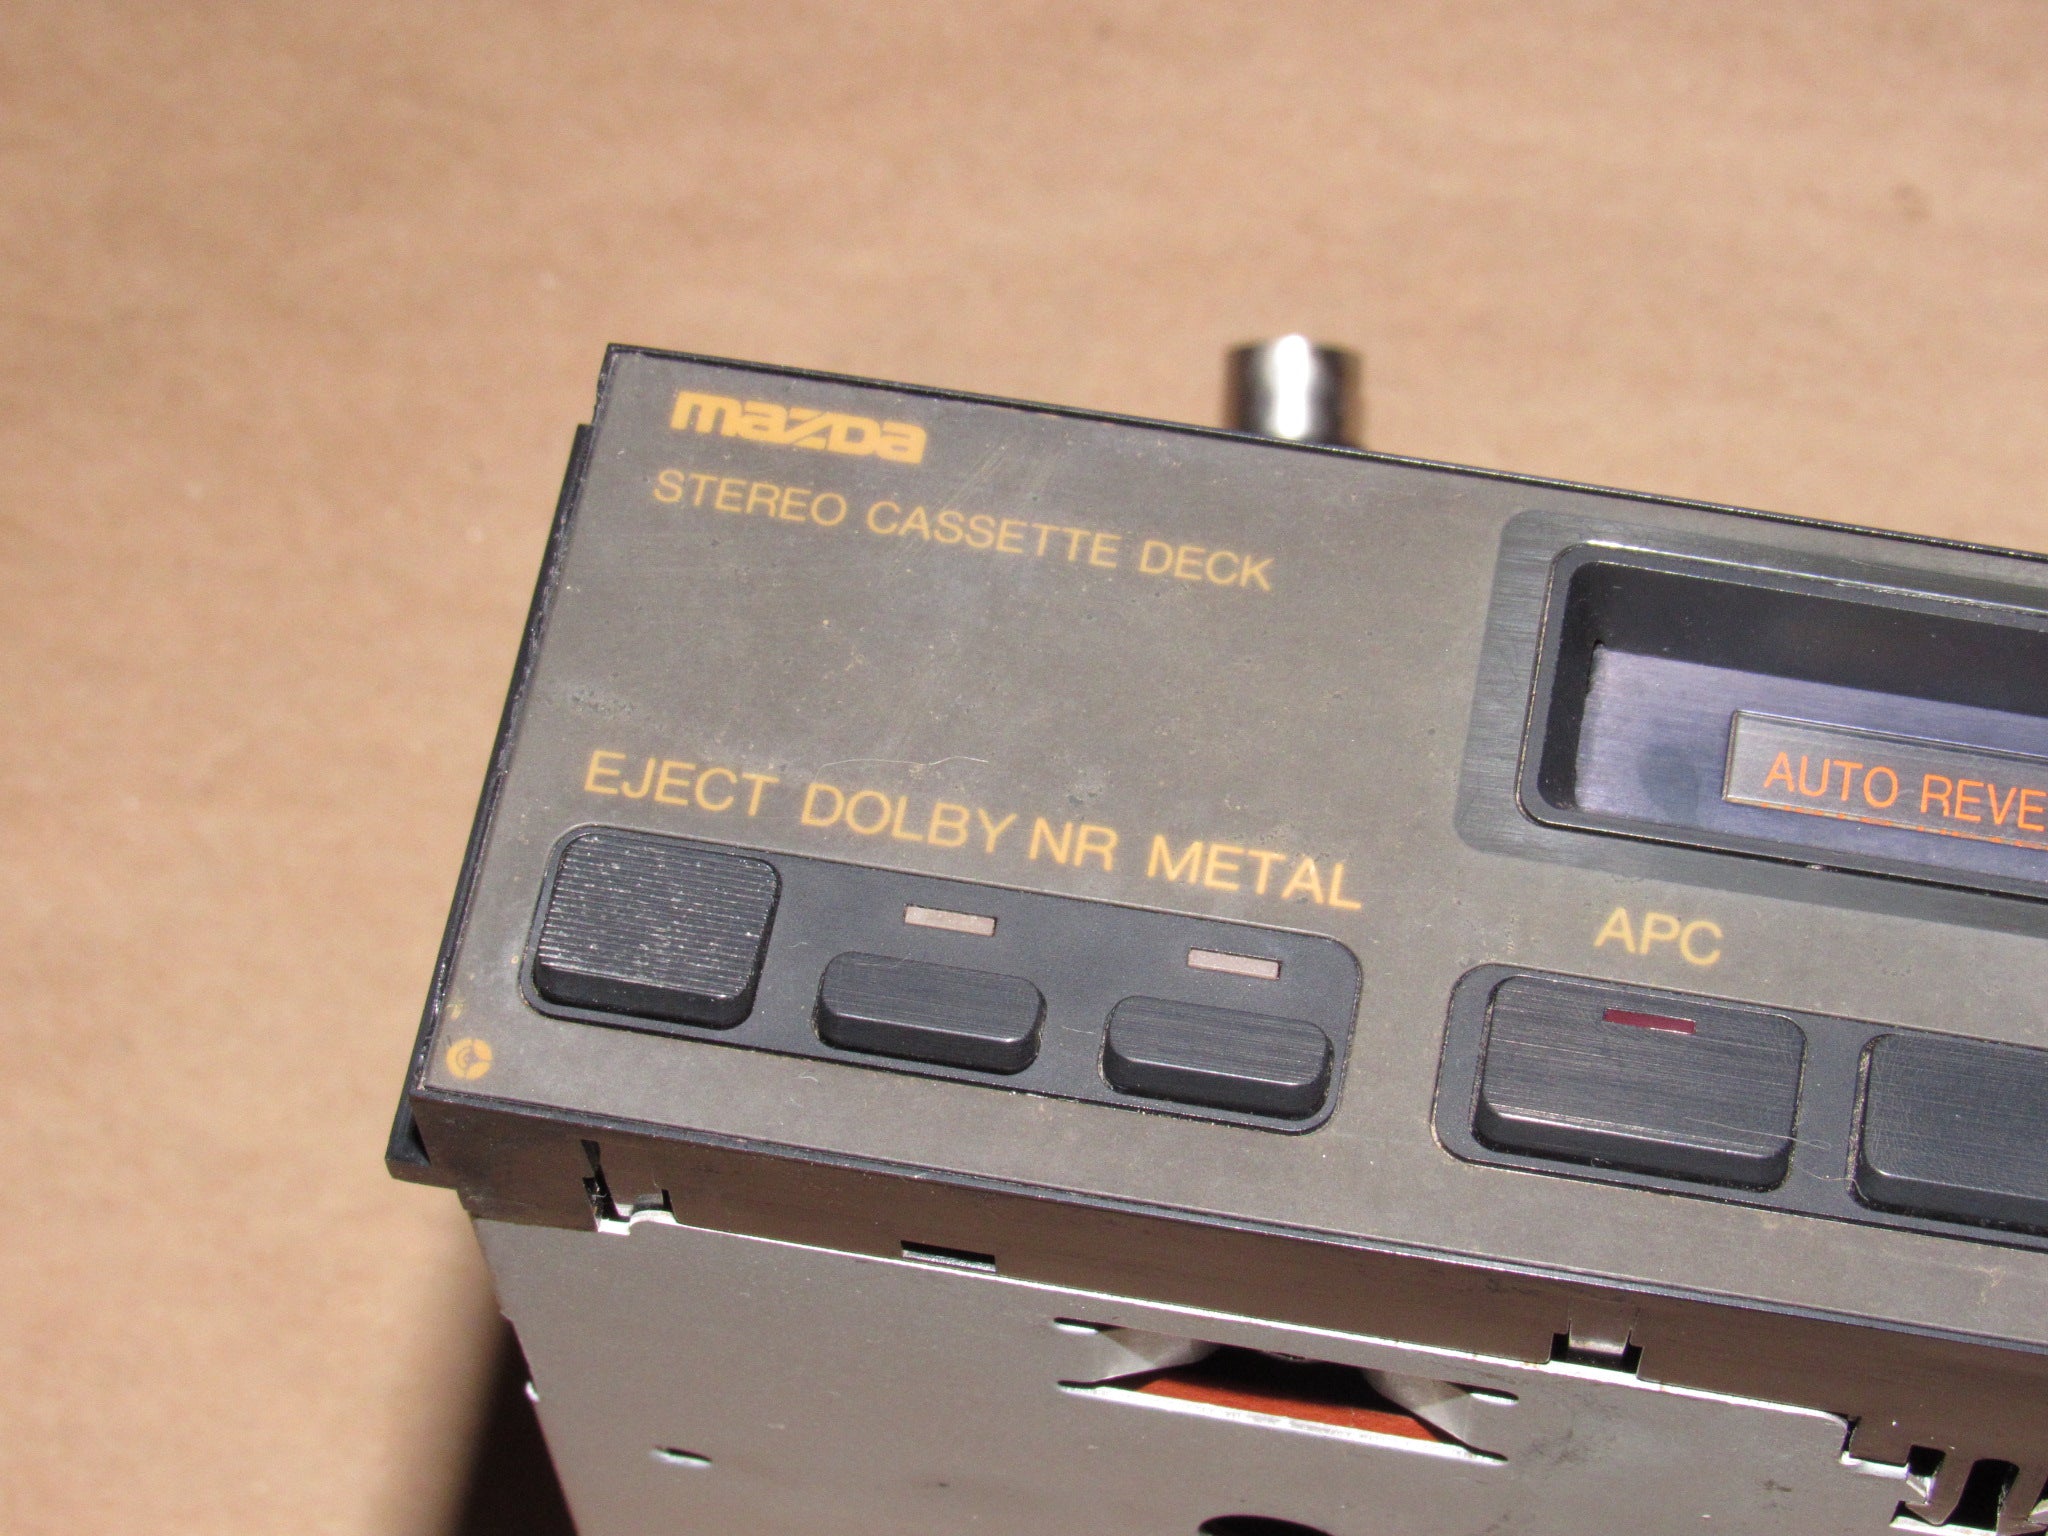 mazda
STEREO CASSETTE DECK
AUTO REVE
EJECT DOLBY NR METAL
APC